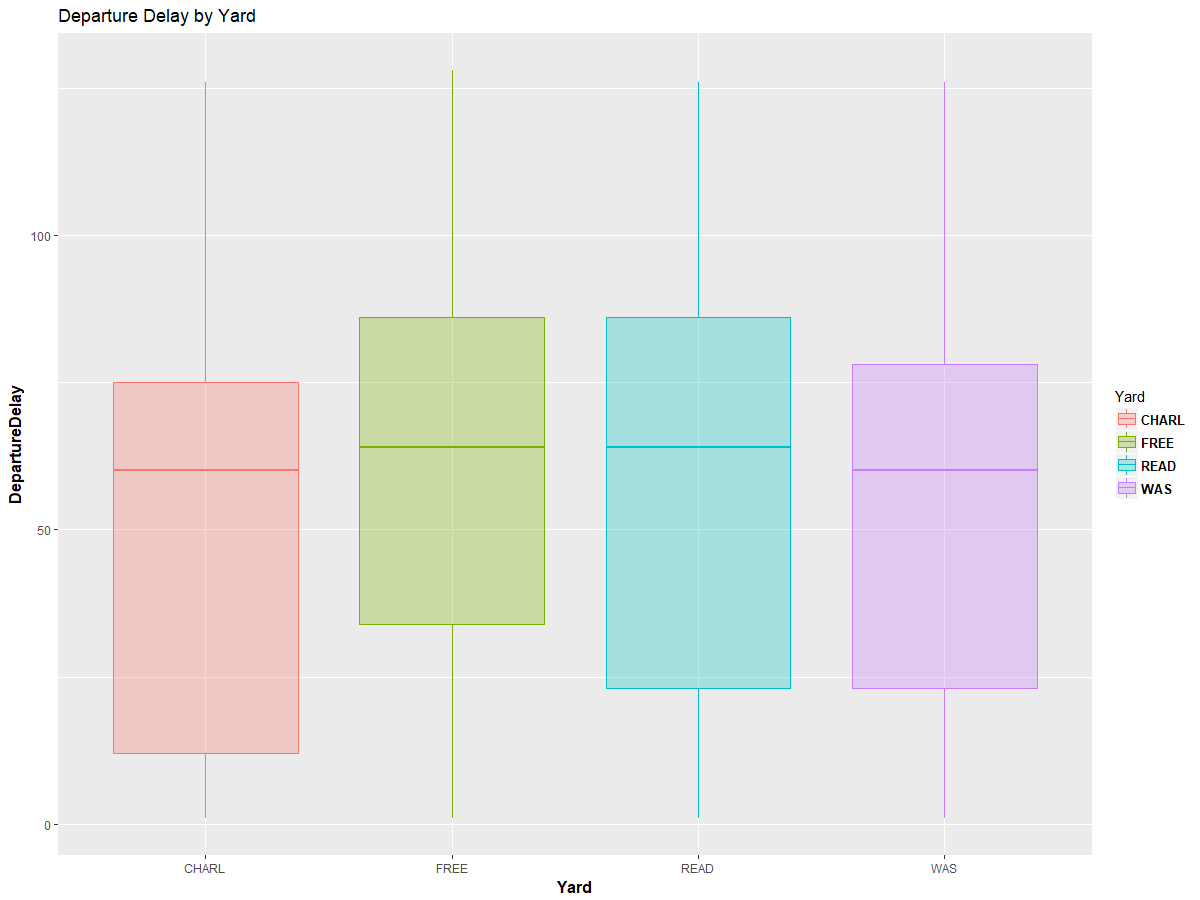 Departure Delay by Yard
DepartureDelay
100
50
0
CHARL
FREE
READ
WAS
Yard
Yard
CHARL
FREE
READ
WAS